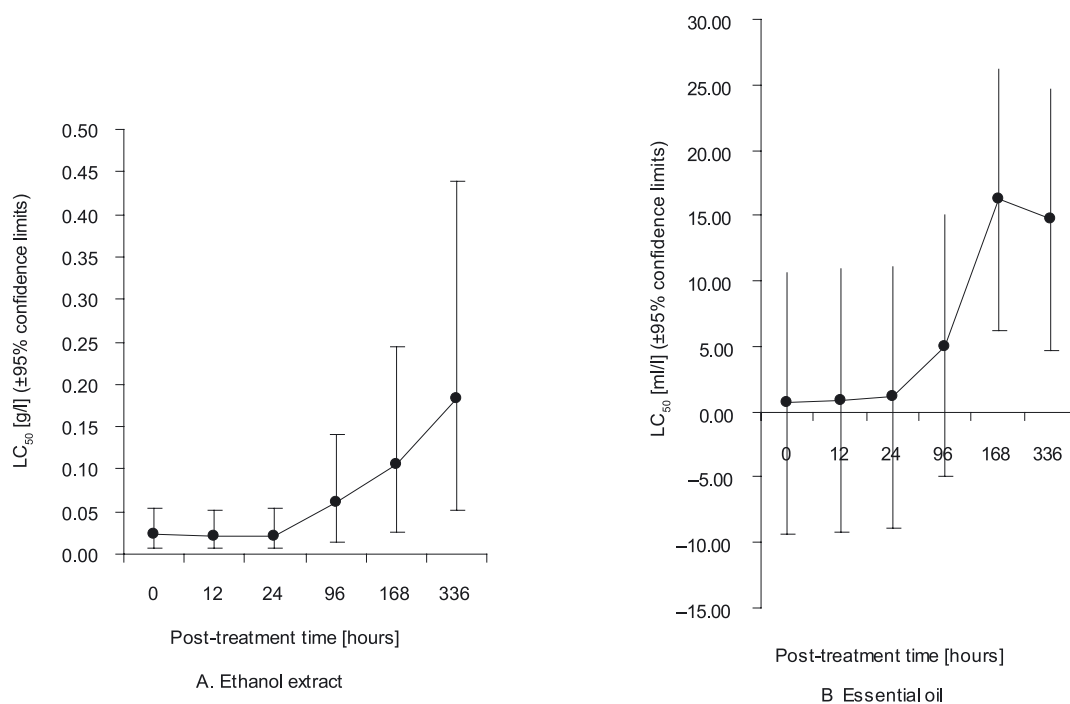 LC50 [g/l] (±95% confidence limits)
0.50
0.45
0.40
0.35
0.30
0.25
0.20
0.15
0.10
0.05
0.00
0 12 24 96 168 336
Post-treatment time [hours]
A. Ethanol extract
LC50 [ml/l] (±95% confidence limits)
30.00
25.00
20.00
15.00
10.00
5.00
0.00
0 12 24 96 168 336
–5.00
–10.00
–15.00
Post-treatment time [hours]
B Essential oil